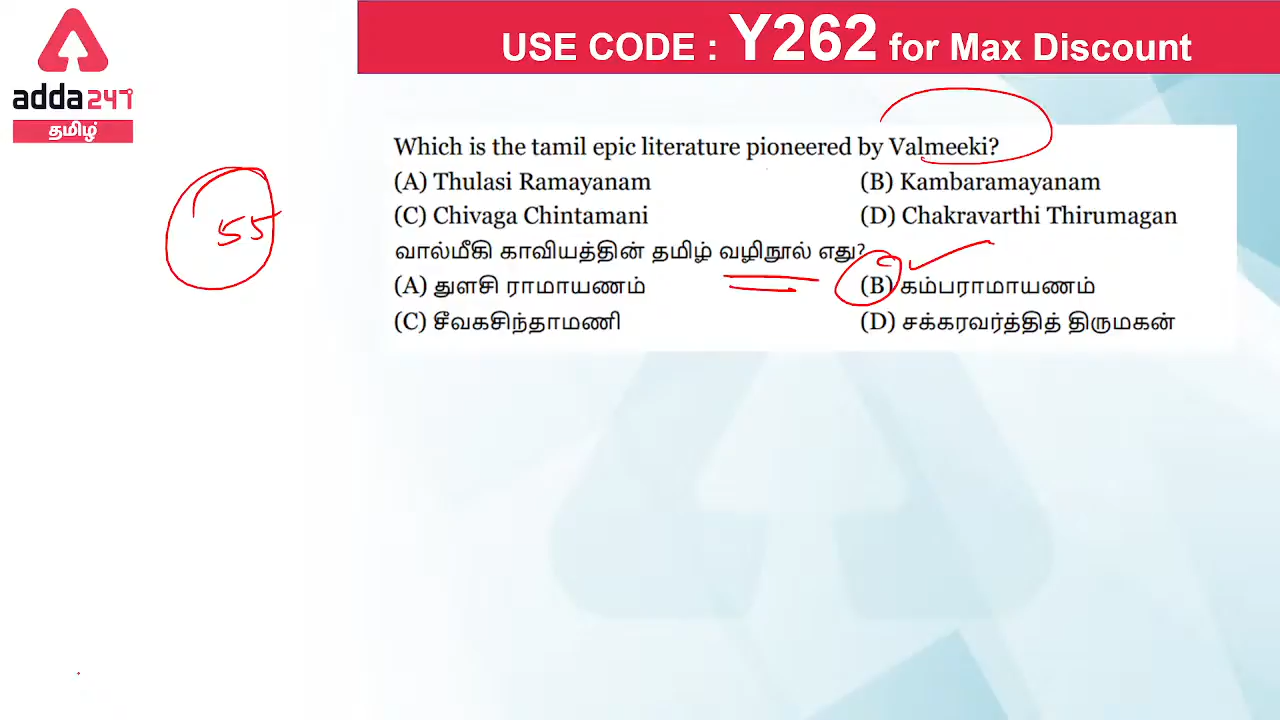 USE CODE : Y262 for Max Discount
adda247
தமிழ்
Which is the tamil epic literature pioneered by Valmeeki?
(A) Thulasi Ramayanam (B) Kambaramayanam
(C) Chivaga Chintamani (D) Chakravarthi Thirumagan
வால்மீகி காவியத்தின் தமிழ் வழிநூல் எது?
(A) துளசி ராமாயணம் (B) கம்பராமாயணம்
(C) சீவகசிந்தாமணி (D) சக்கரவர்த்தித் திருமகன்
55